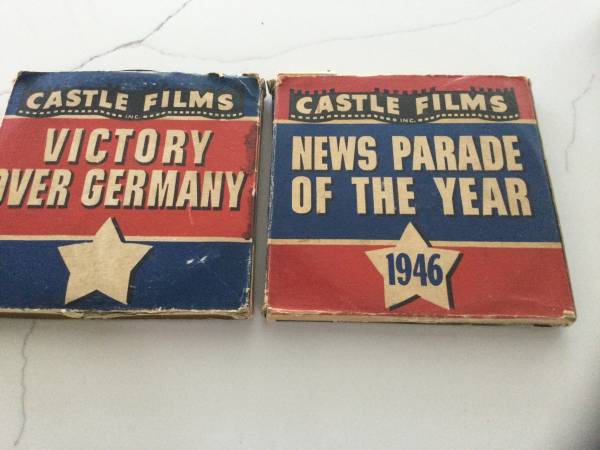 CASTLE FILMS
INC.
VICTORY
OVER GERMANY
CASTLE FILMS
INC.
NEWS PARADE
OF THE YEAR
1946